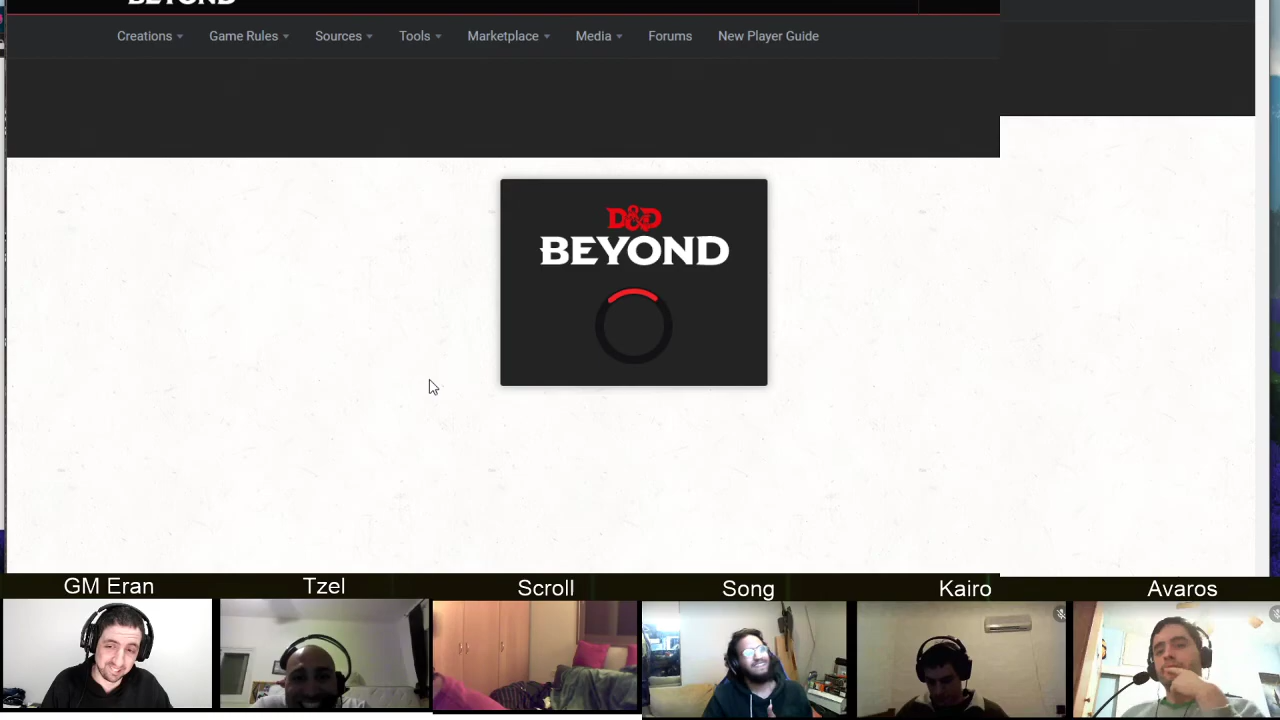 BEYOND
Creations Game Rules Sources Tools Marketplace Media Forums New Player Guide
D&D
BEYOND
GM Eran Tzel Scroll Song Kairo Avaros